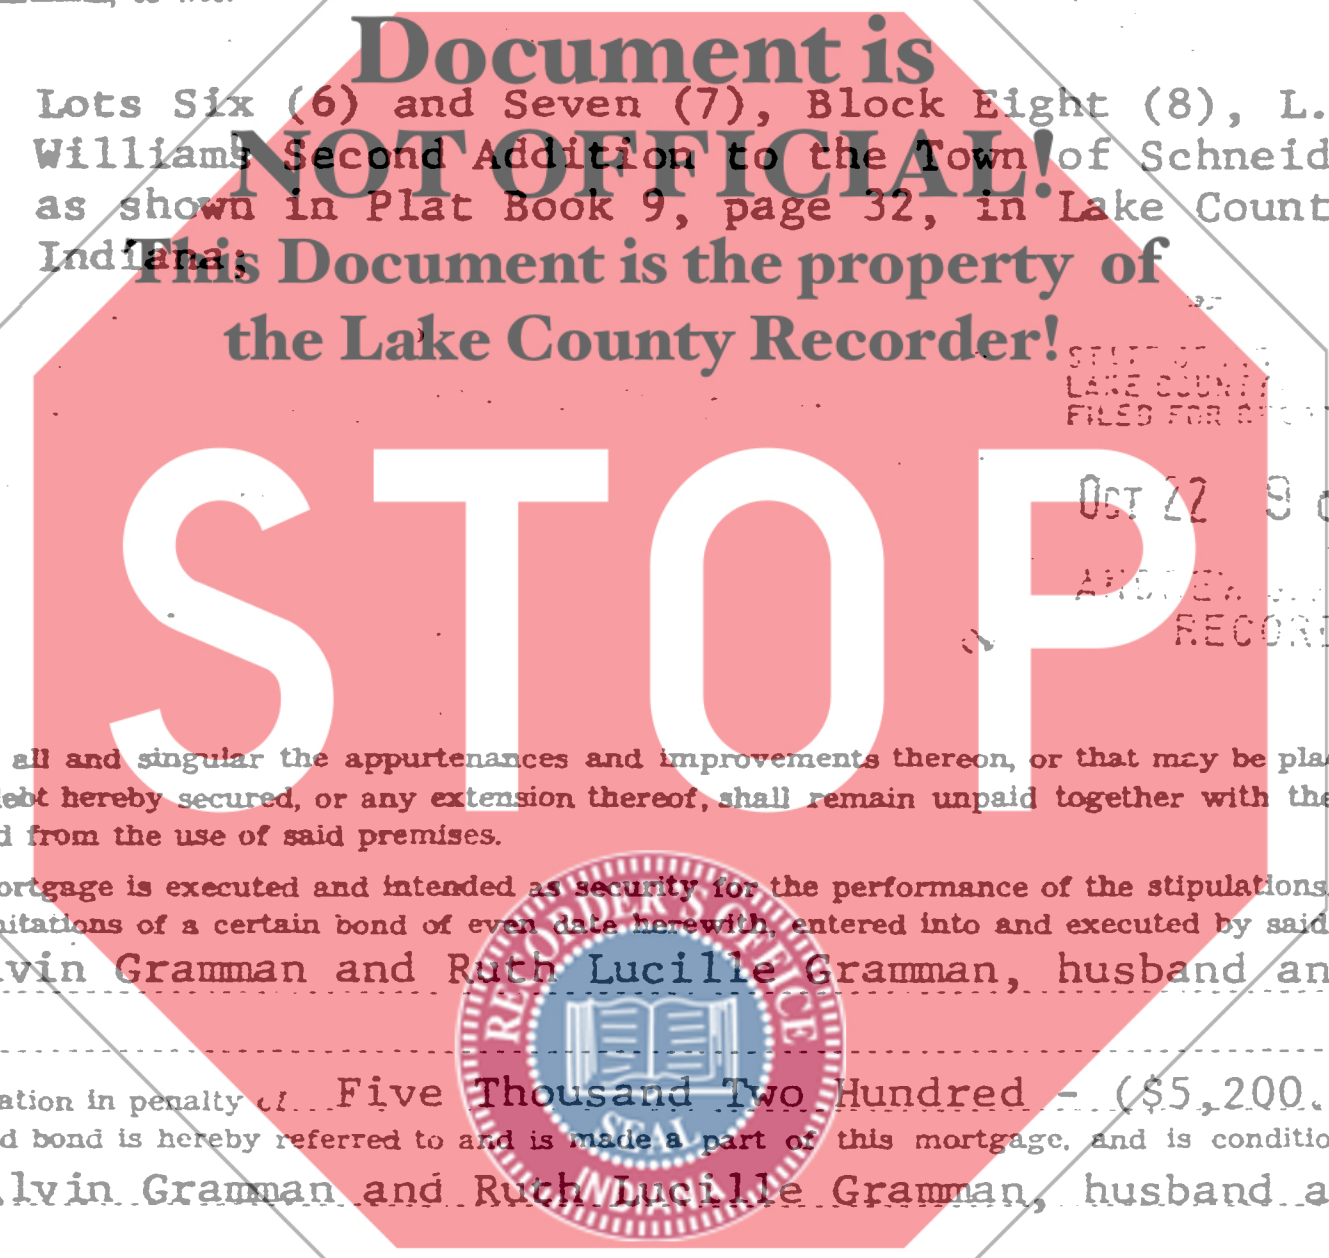 Document is
Lots Six (6) and Seven (7), Block Eight (8), L.
Williams Second Addition to the Town of Schneid
NOT OFFICIAL!
as shown in Plat Book 9, page 32, in Lake Count
Indiana;
This Document is the property of
the Lake County Recorder!
LAKE COUNTY
FILED FOR
OCT 22 9
RECOR
STOP
all and singular the appurtenances and improvements thereon, or that may be pla
ebt hereby secured, or any extension thereof, shall remain unpaid together with the
d from the use of said premises.
ortgage is executed and intended as security for the performance of the stipulations,
itations of a certain bond of even date herewith, entered into and executed by said
lvin Gramman and Ruth Lucille Gramman, husband an
RECORDER'S OFFICE
ation in penalty of Five Thousand Two Hundred - ($5,200.
SEAL
d bond is hereby referred to and is made a part of this mortgage, and is conditio
INDIANA
lvin Gramman and Ruth Lucille Gramman, husband a